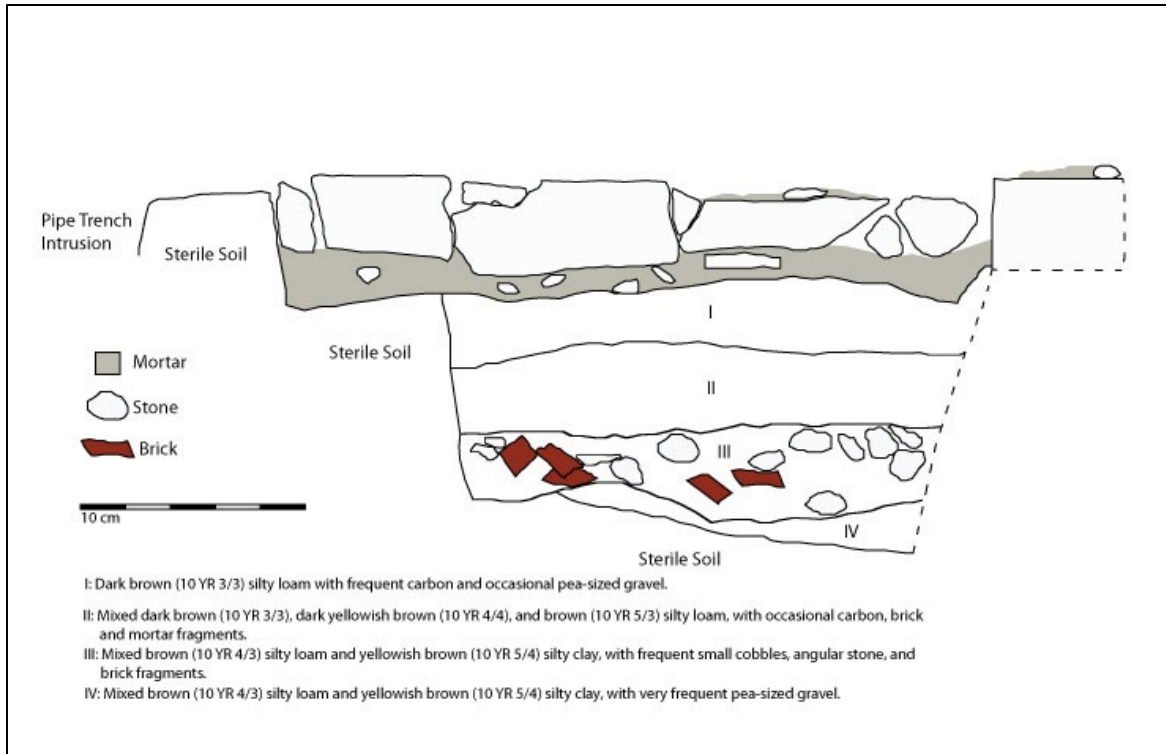 Pipe Trench
Intrusion
Sterile Soil
I
Sterile Soil
Mortar
II
Stone
Brick
III
10 cm
IV
Sterile Soil
I: Dark brown (10 YR 3/3) silty loam with frequent carbon and occasional pea-sized gravel.
II: Mixed dark brown (10 YR 3/3), dark yellowish brown (10 YR 4/4), and brown (10 YR 5/3) silty loam, with occasional carbon, brick
and mortar fragments.
III: Mixed brown (10 YR 4/3) silty loam and yellowish brown (10 YR 5/4) silty clay, with frequent small cobbles, angular stone, and
brick fragments.
IV: Mixed brown (10 YR 4/3) silty loam and yellowish brown (10 YR 5/4) silty clay, with very frequent pea-sized gravel.